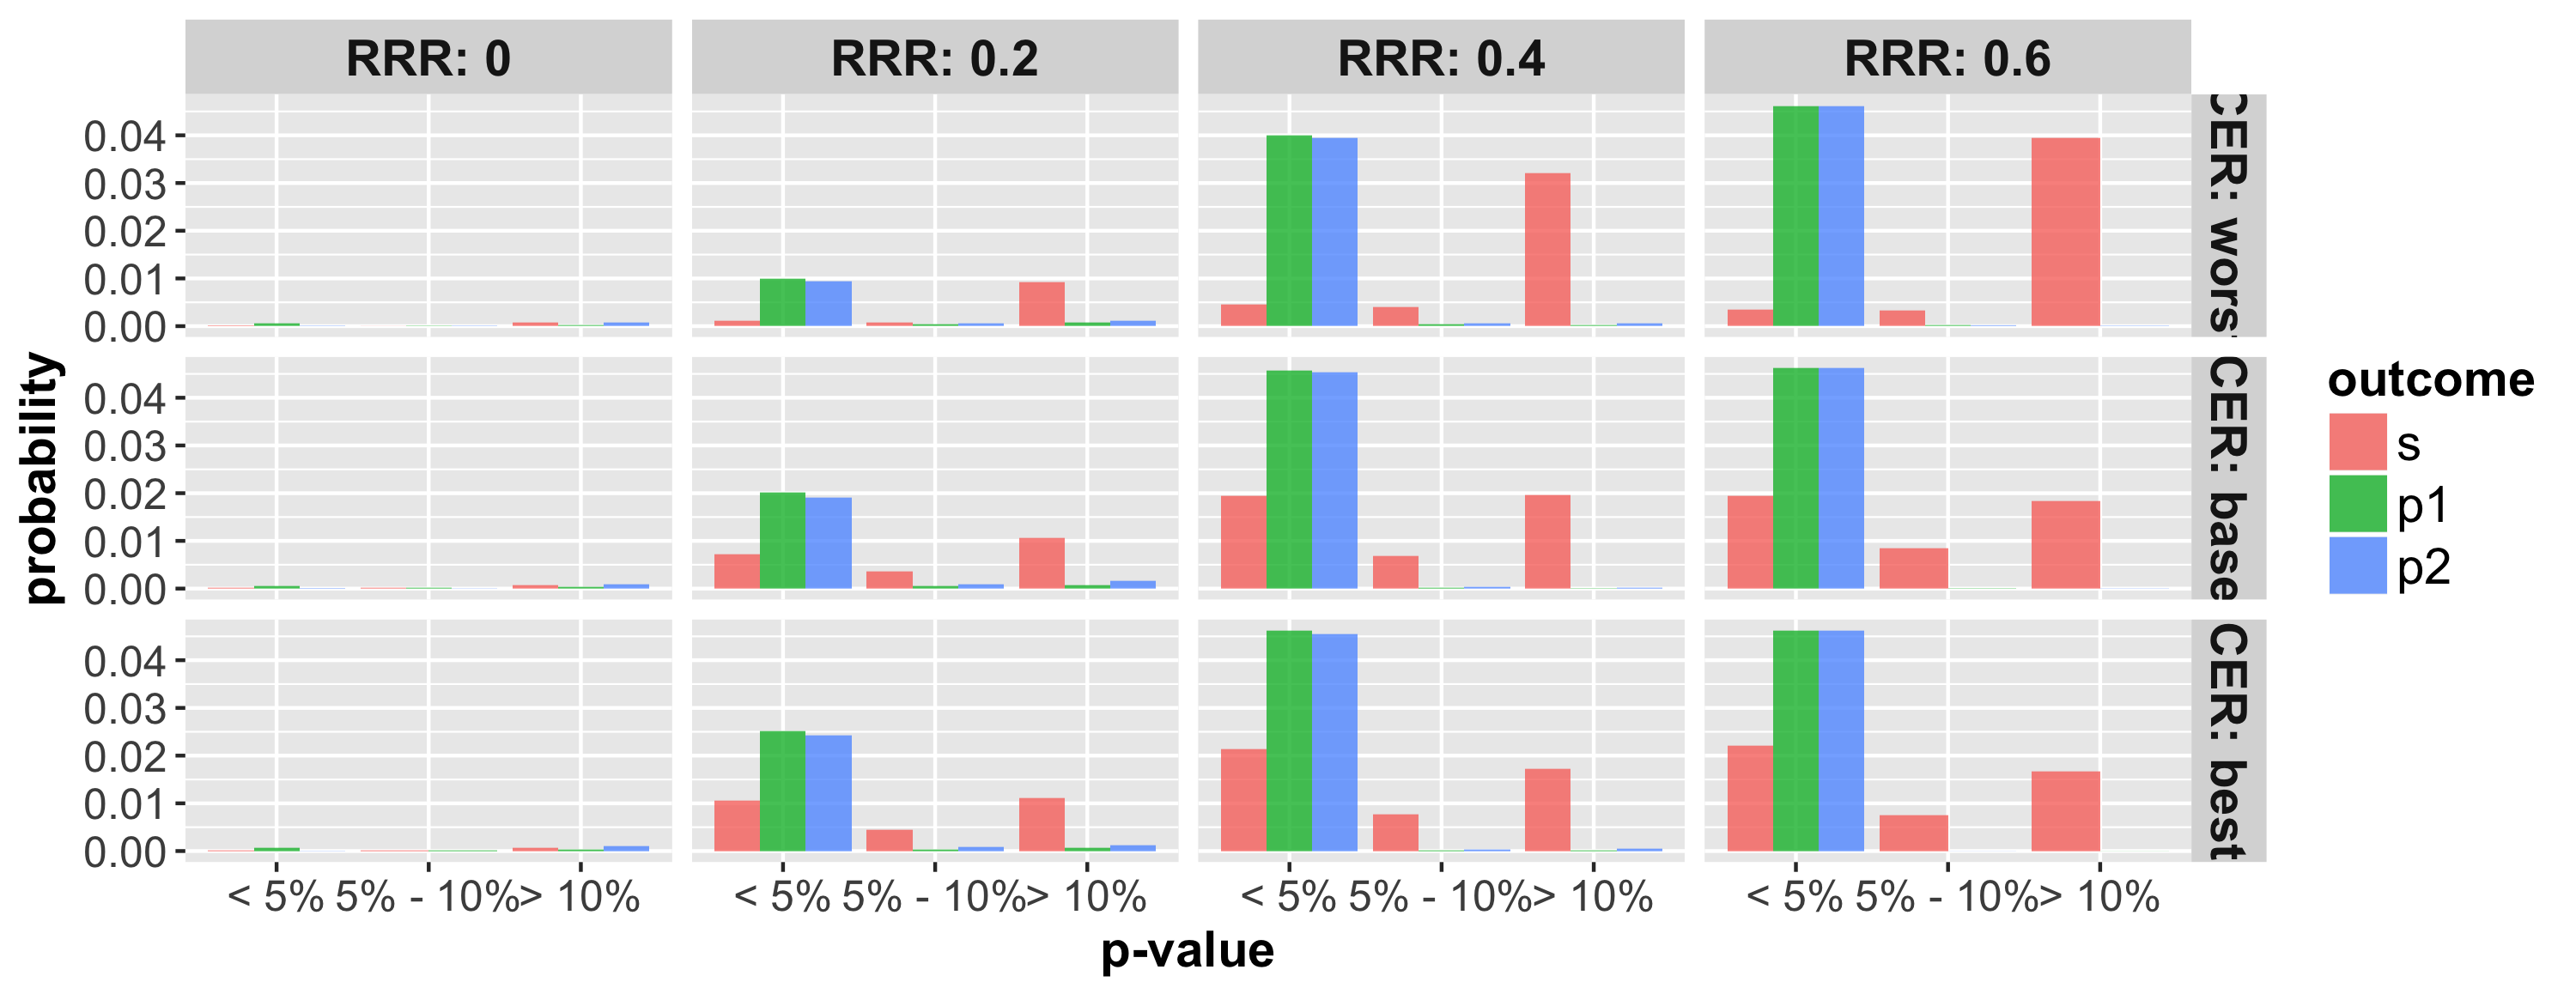 RRR: 0
RRR: 0.2
RRR: 0.4
RRR: 0.6
0.04
0.03
0.02
0.01
0.00
CER: wors
0.04
0.03
0.02
0.01
0.00
CER: base
0.04
0.03
0.02
0.01
0.00
CER: best
probability
< 5% 5% - 10%> 10%
< 5% 5% - 10%> 10%
< 5% 5% - 10%> 10%
< 5% 5% - 10%> 10%
p-value
outcome
s
p1
p2